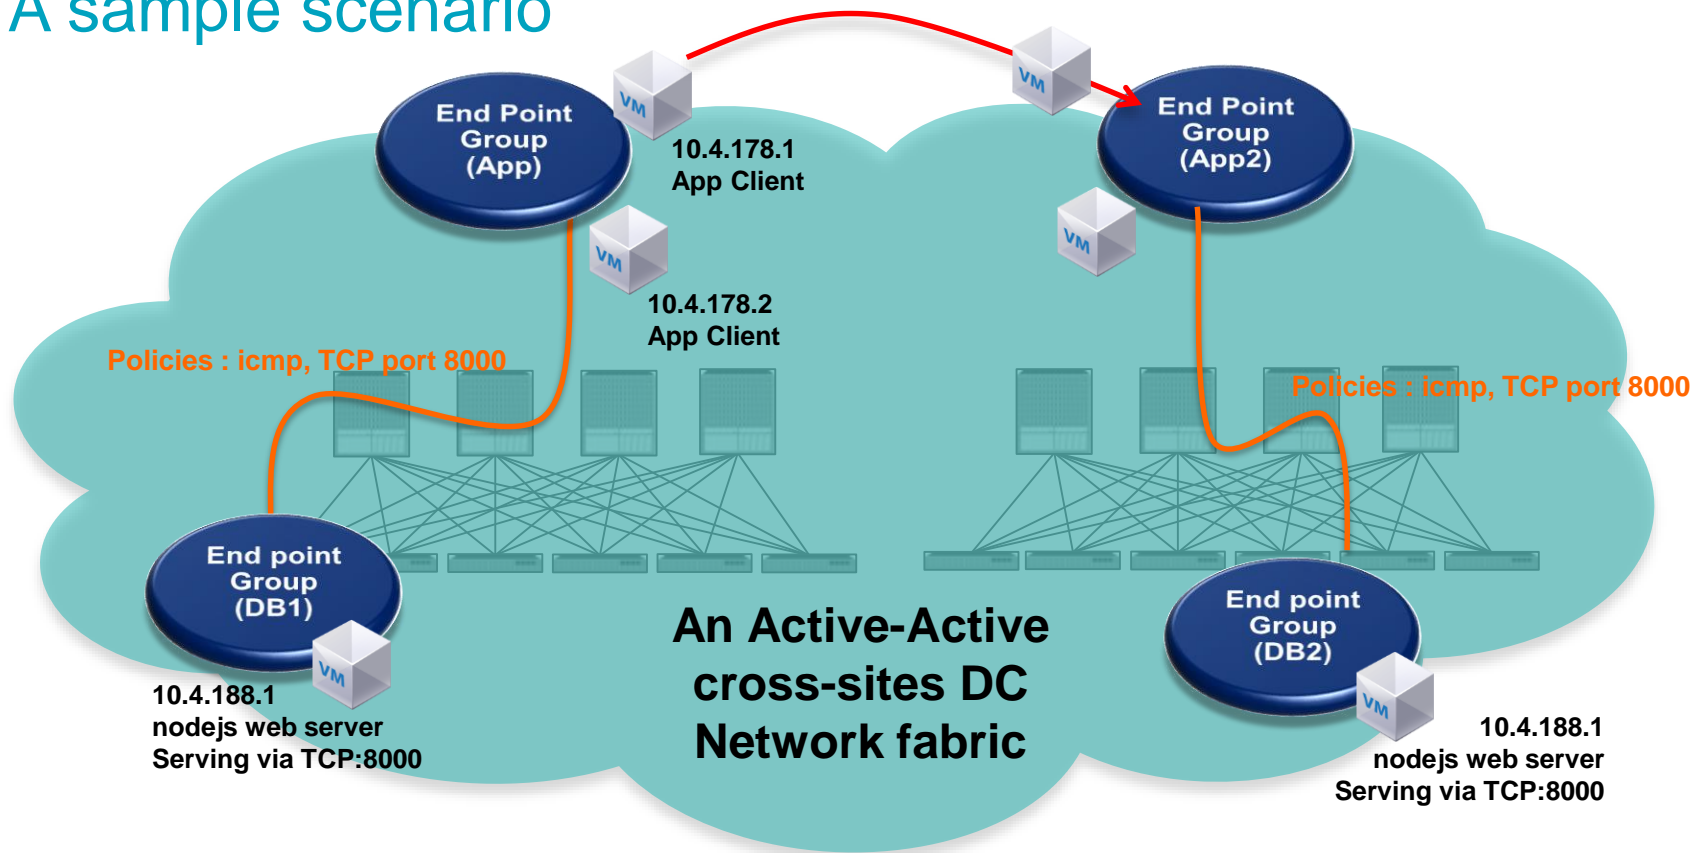 A sample scenario
End Point
Group
(App)
VM
10.4.178.1
App Client
VM
10.4.178.2
App Client
VM
End Point
Group
(App2)
VM
Policies : icmp, TCP port 8000
Policies : icmp, TCP port 8000
End point
Group
(DB1)
VM
10.4.188.1
nodejs web server
Serving via TCP:8000
An Active-Active
cross-sites DC
Network fabric
End point
Group
(DB2)
VM
10.4.188.1
nodejs web server
Serving via TCP:8000